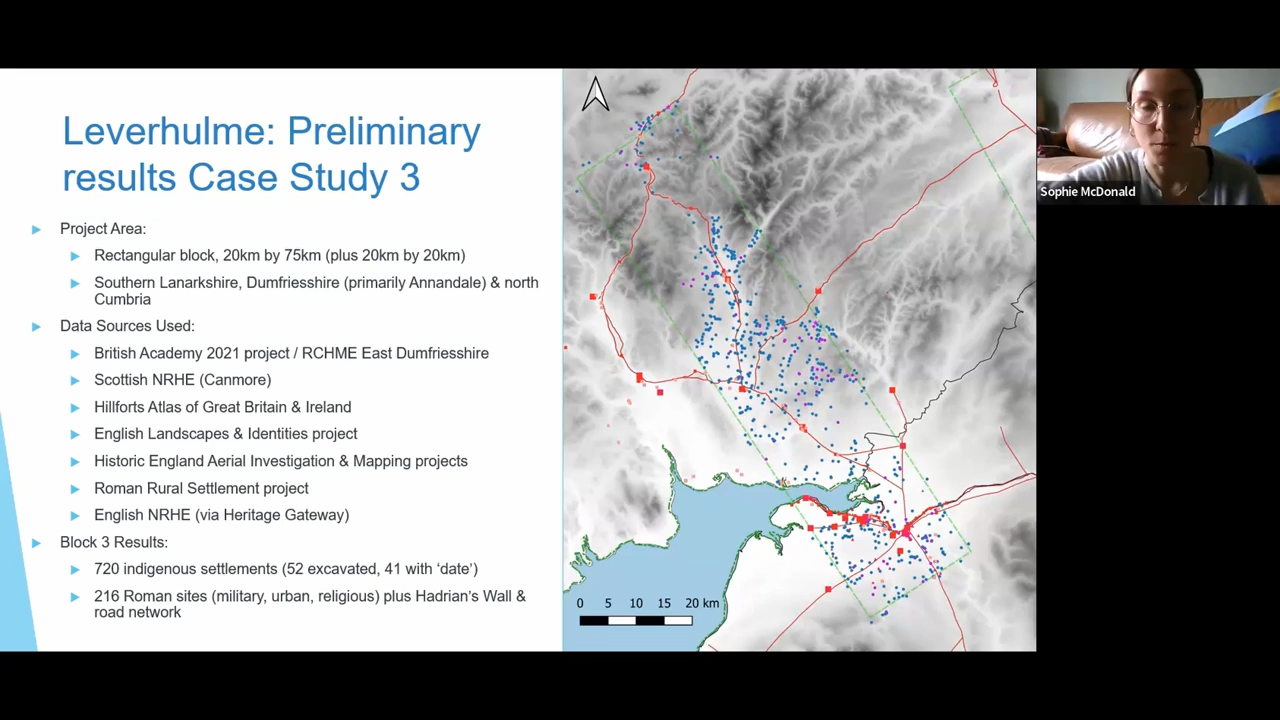 Leverhulme: Preliminary
results Case Study 3
Project Area:
Rectangular block, 20km by 75km (plus 20km by 20km)
Southern Lanarkshire, Dumfriesshire (primarily Annandale) & north
Cumbria
Data Sources Used:
British Academy 2021 project / RCHME East Dumfriesshire
Scottish NRHE (Canmore)
Hillforts Atlas of Great Britain & Ireland
English Landscapes & Identities project
Historic England Aerial Investigation & Mapping projects
Roman Rural Settlement project
English NRHE (via Heritage Gateway)
Block 3 Results:
720 indigenous settlements (52 excavated, 41 with ‘date’)
216 Roman sites (military, urban, religious) plus Hadrian’s Wall &
road network
0 5 10 15 20 km
Sophie McDonald